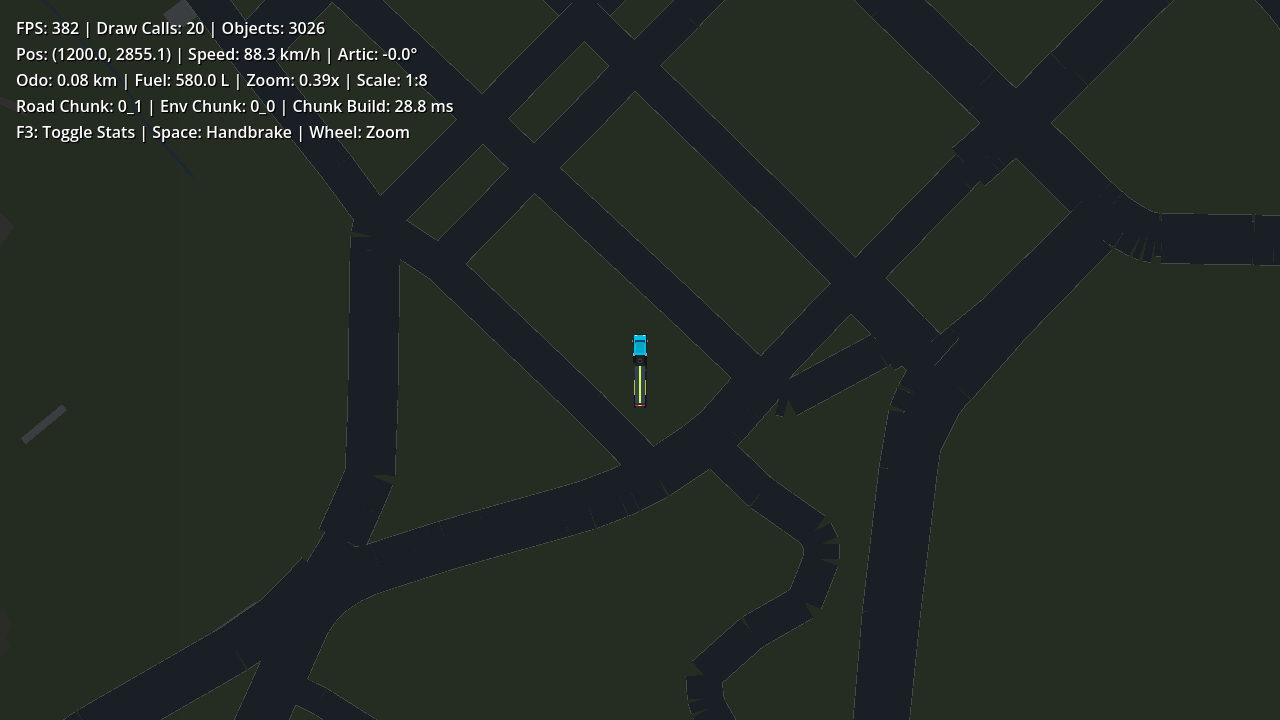 FPS: 382 | Draw Calls: 20 | Objects: 3026
Pos: (1200.0, 2855.1) | Speed: 88.3 km/h | Artic: -0.0°
Odo: 0.08 km | Fuel: 580.0 L | Zoom: 0.39x | Scale: 1:8
Road Chunk: 0_1 | Env Chunk: 0_0 | Chunk Build: 28.8 ms
F3: Toggle Stats | Space: Handbrake | Wheel: Zoom